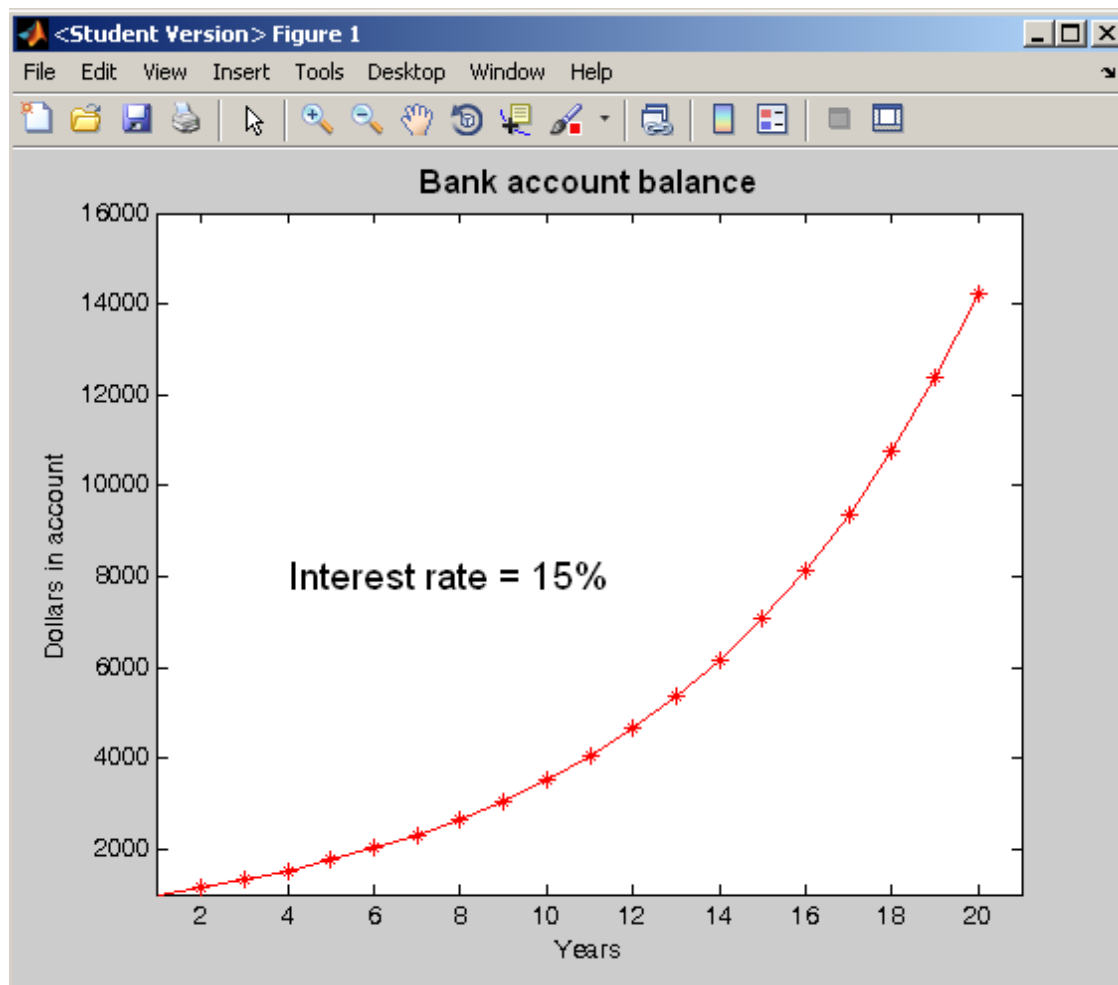 <Student Version> Figure 1
File Edit View Insert Tools Desktop Window Help
Bank account balance
16000
14000
12000
10000
8000
6000
4000
2000
Dollars in account
Interest rate = 15%
2 4 6 8 10 12 14 16 18 20
Years